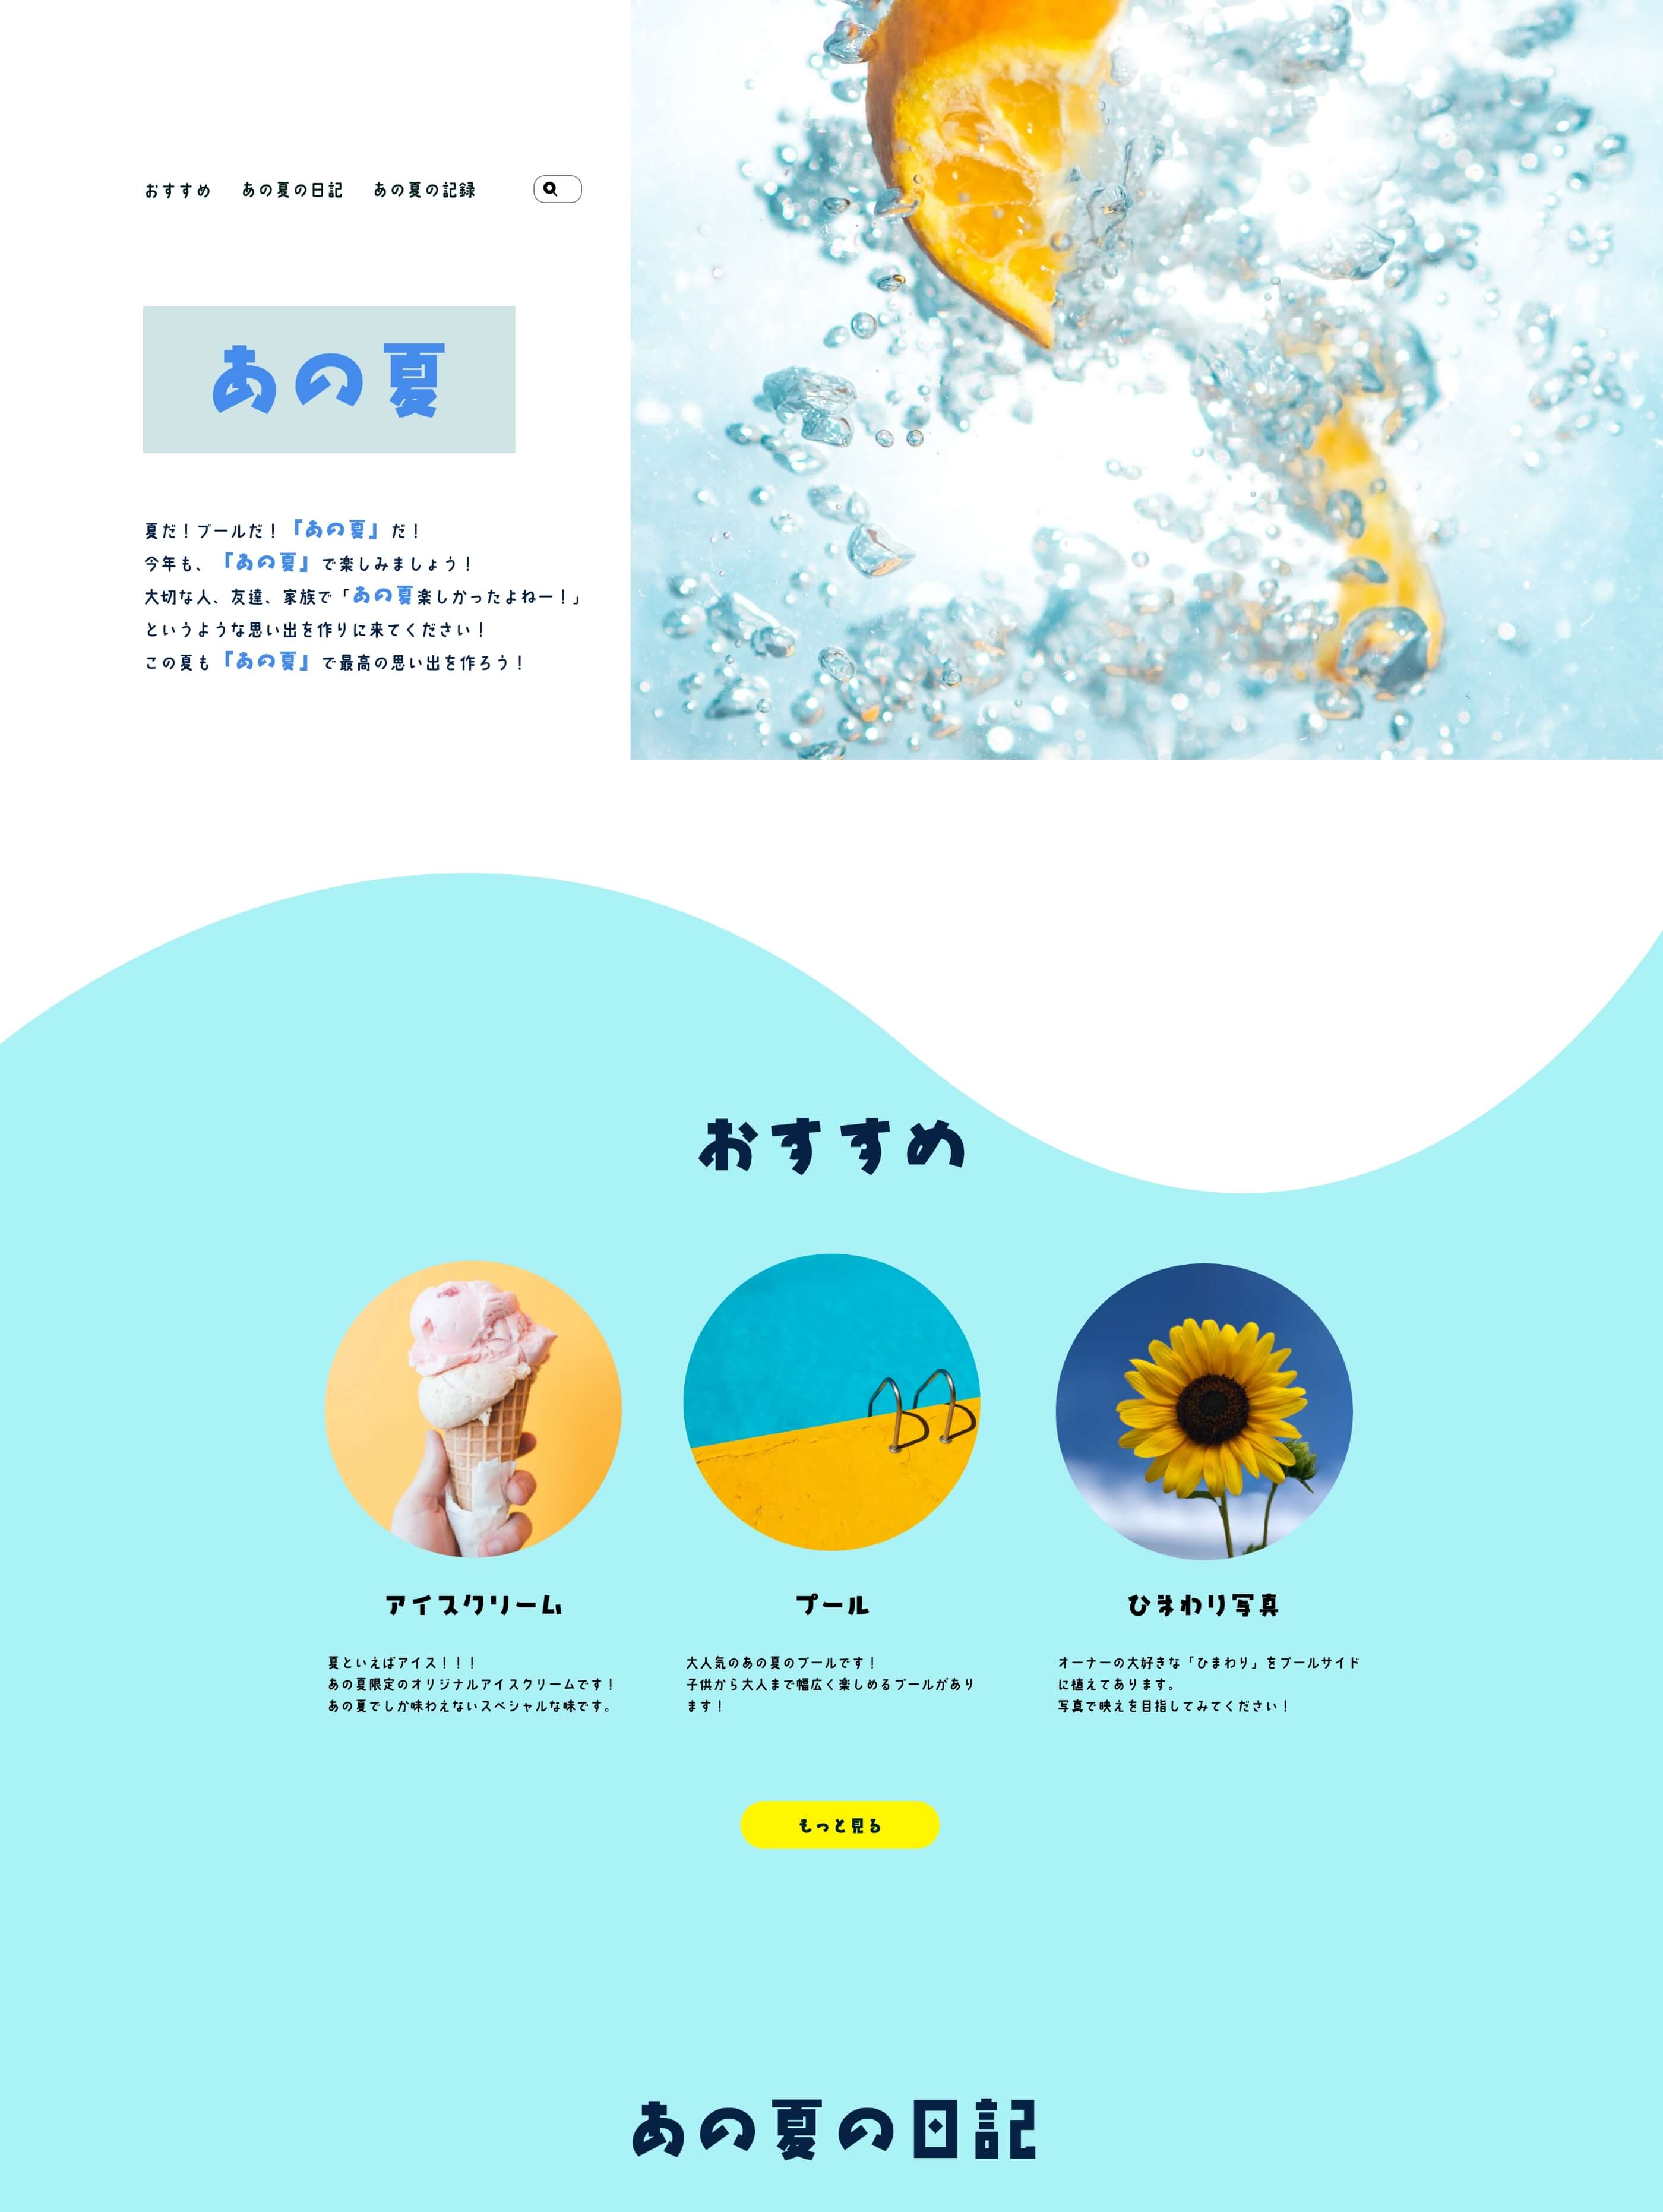 おすすめ
あの夏の日記
あの夏の記録
あの夏
夏だ！プールだ！『あの夏』だ！
今年も、『あの夏』で楽しみましょう！
大切な人、友達、家族で「あの夏楽しかったよねー！」
というような思い出を作りに来てください！
この夏も『あの夏』で最高の思い出を作ろう！
おすすめ
アイスクリーム
夏といえばアイス！！！
あの夏限定のオリジナルアイスクリームです！
あの夏でしか味わえないスペシャルな味です。
プール
大人気のあの夏のプールです！
子供から大人まで幅広く楽しめるプールがあり
ます！
ひまわり写真
オーナーの大好きな「ひまわり」をプールサイド
に植えてあります。
写真で映えを目指してみてください！
もっと見る
あの夏の日記